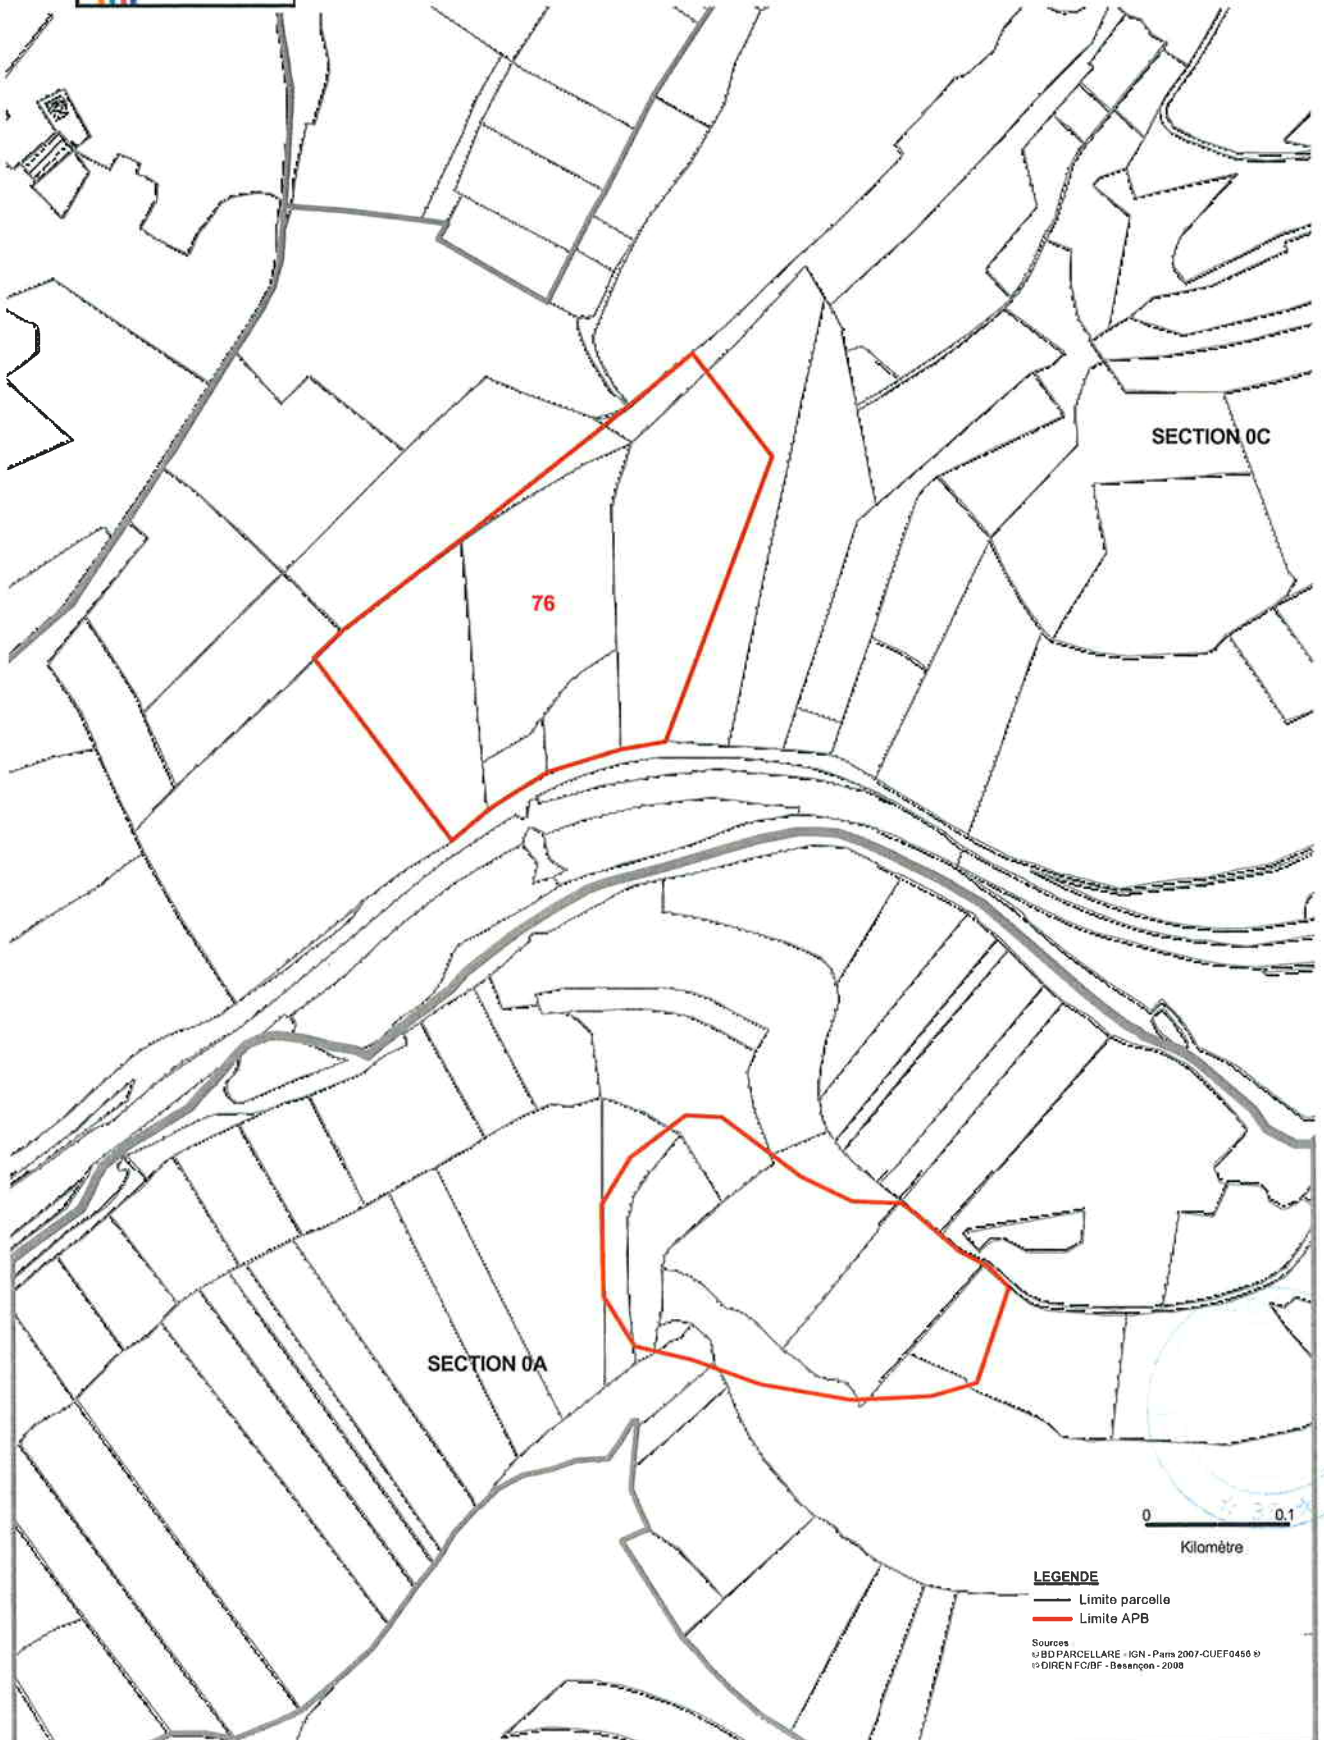 SECTION 0C
76
SECTION 0A
0 0.1
Kilomètre
LEGENDE
Limite parcelle
Limite APB
Sources
© BD PARCELLARE - IGN - Paris 2007-CUEF0456 ©
© DIREN FC/BF - Besançon - 2008